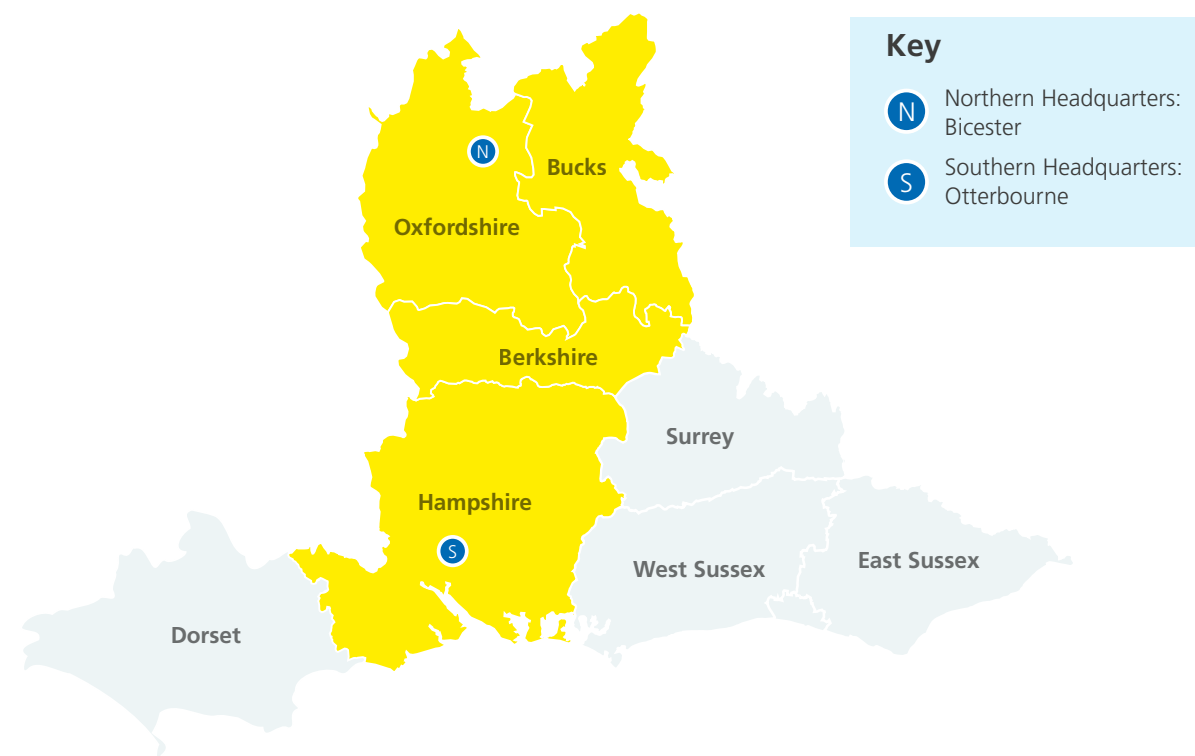 Key
N
Northern Headquarters:
Bicester
S
Southern Headquarters:
Otterbourne
N
Bucks
Oxfordshire
Berkshire
Surrey
Hampshire
S
West Sussex
East Sussex
Dorset